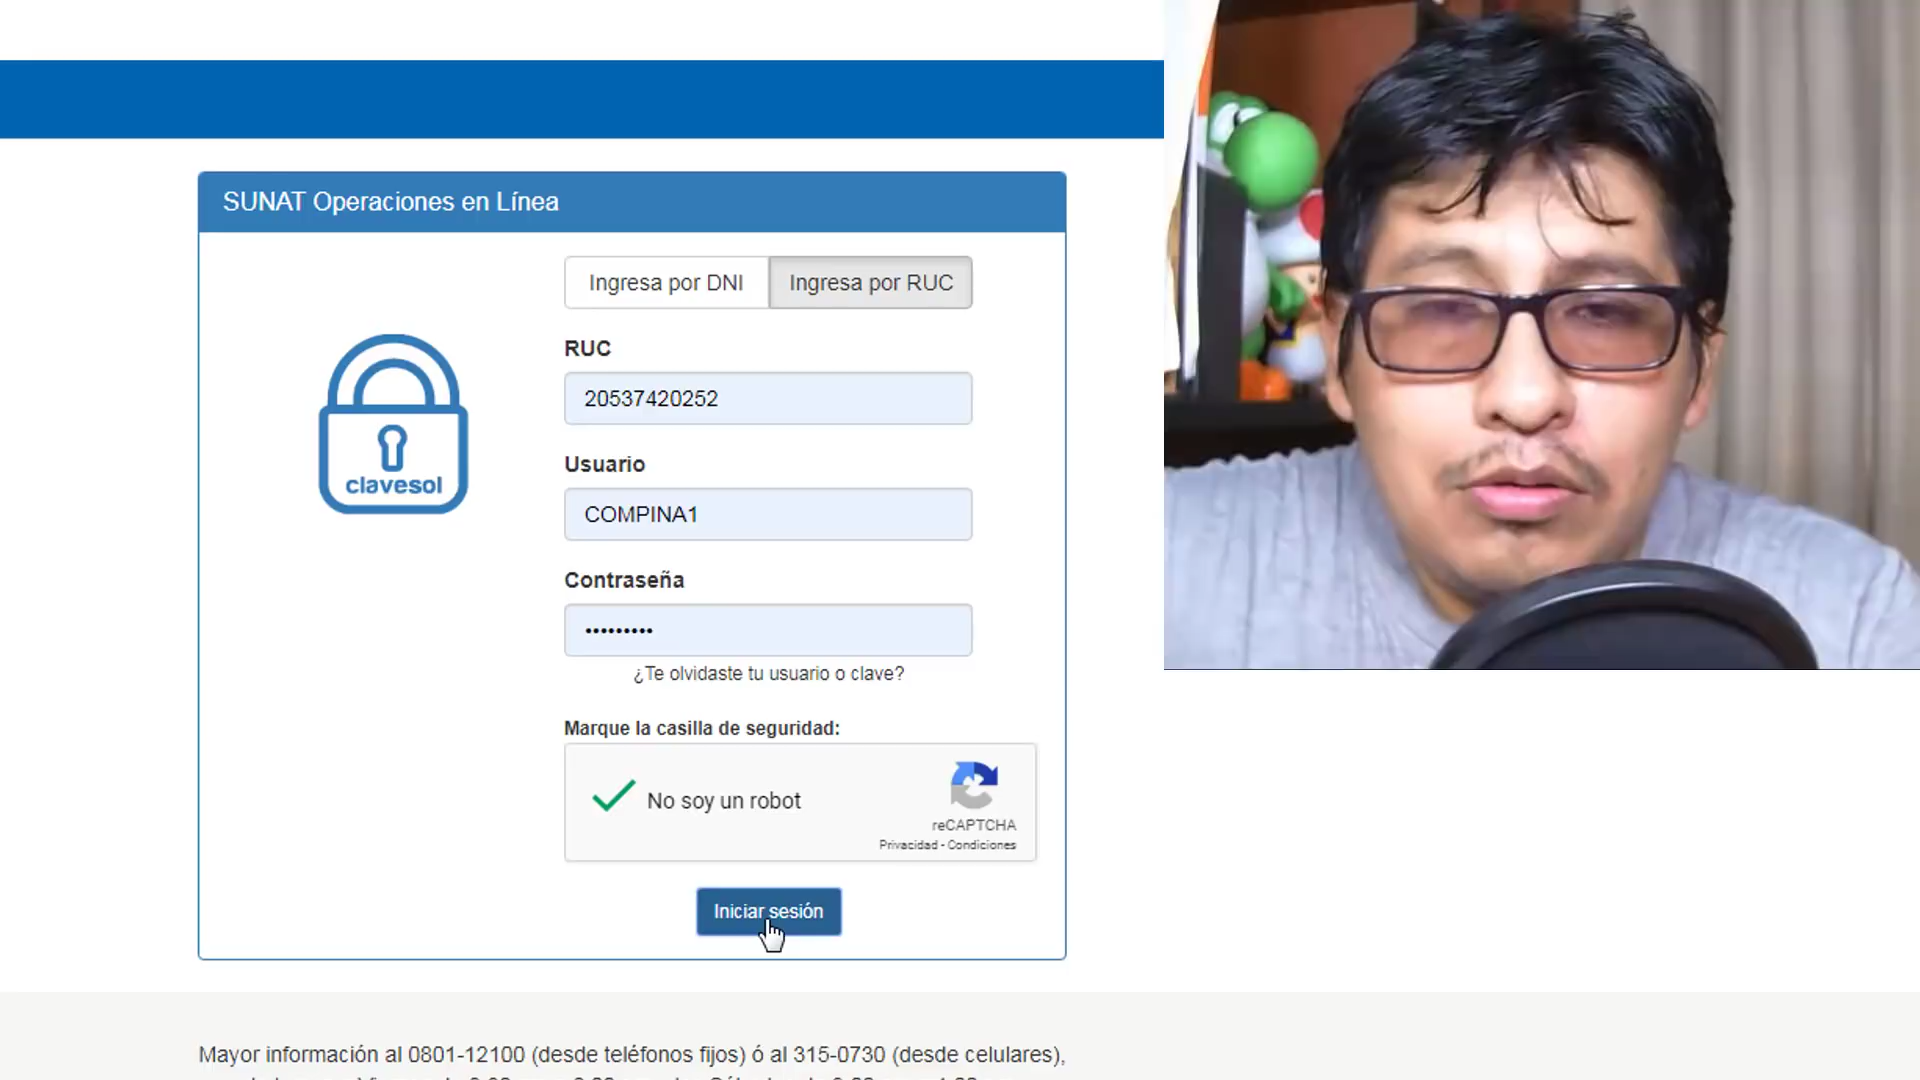 SUNAT Operaciones en Línea
Ingresa por DNI
Ingresa por RUC
RUC
20537420252
clavesol
Usuario
COMPINA1
Contraseña
•••••••••
¿Te olvidaste tu usuario o clave?
Marque la casilla de seguridad:
No soy un robot
reCAPTCHA
Privacidad - Condiciones
Iniciar sesión
Mayor información al 0801-12100 (desde teléfonos fijos) ó al 315-0730 (desde celulares),